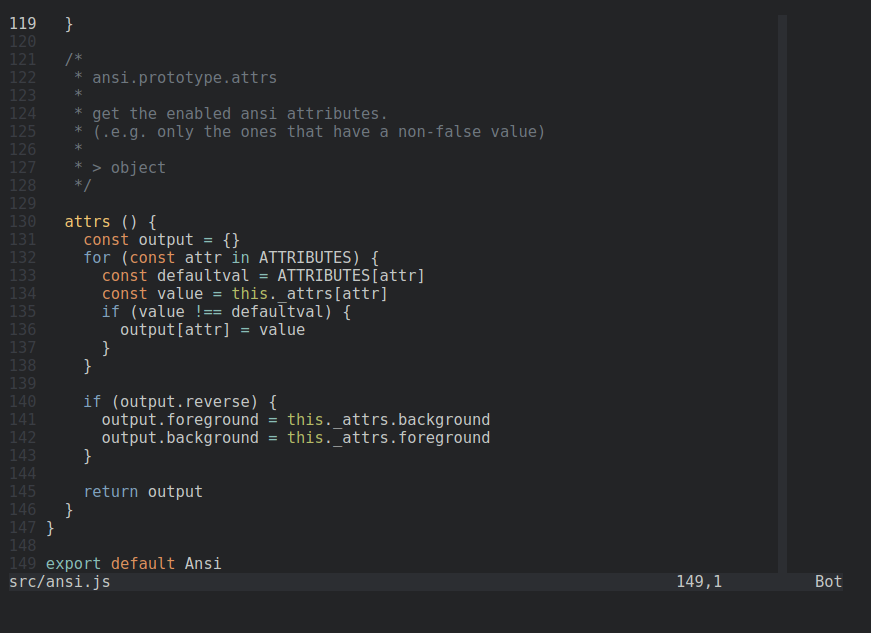 119   }
120
121   /*
122    * ansi.prototype.attrs
123    *
124    * get the enabled ansi attributes.
125    * (.e.g. only the ones that have a non-false value)
126    *
127    * > object
128    */
129
130   attrs () {
131     const output = {}
132     for (const attr in ATTRIBUTES) {
133       const defaultval = ATTRIBUTES[attr]
134       const value = this._attrs[attr]
135       if (value !== defaultval) {
136         output[attr] = value
137       }
138     }
139
140     if (output.reverse) {
141       output.foreground = this._attrs.background
142       output.background = this._attrs.foreground
143     }
144
145     return output
146   }
147 }
148
149 export default Ansi
src/ansi.js 149,1 Bot